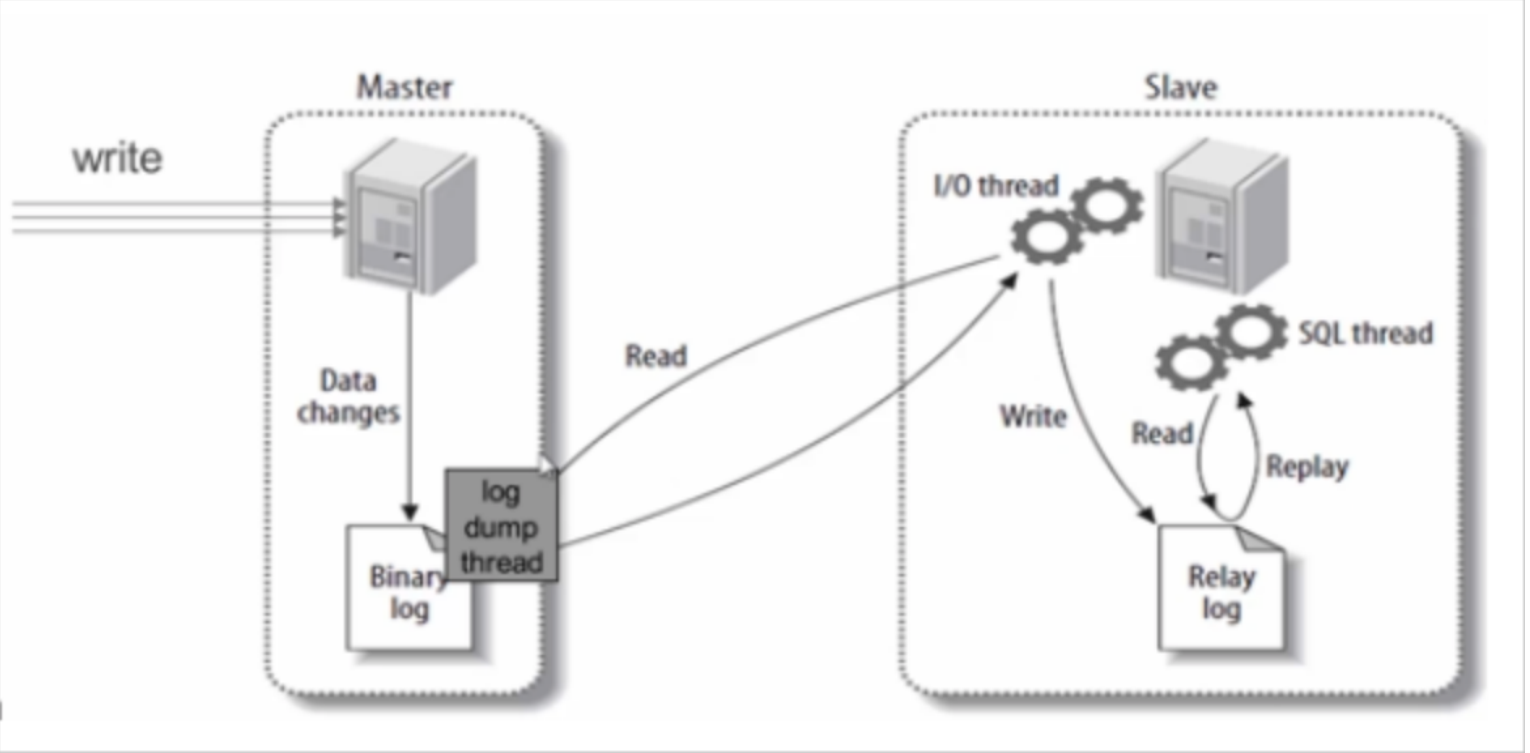 Master
Slave
write
I/O thread
SQL thread
Read
Data
changes
Write
Read
Replay
log
dump
thread
Binary
log
Relay
log